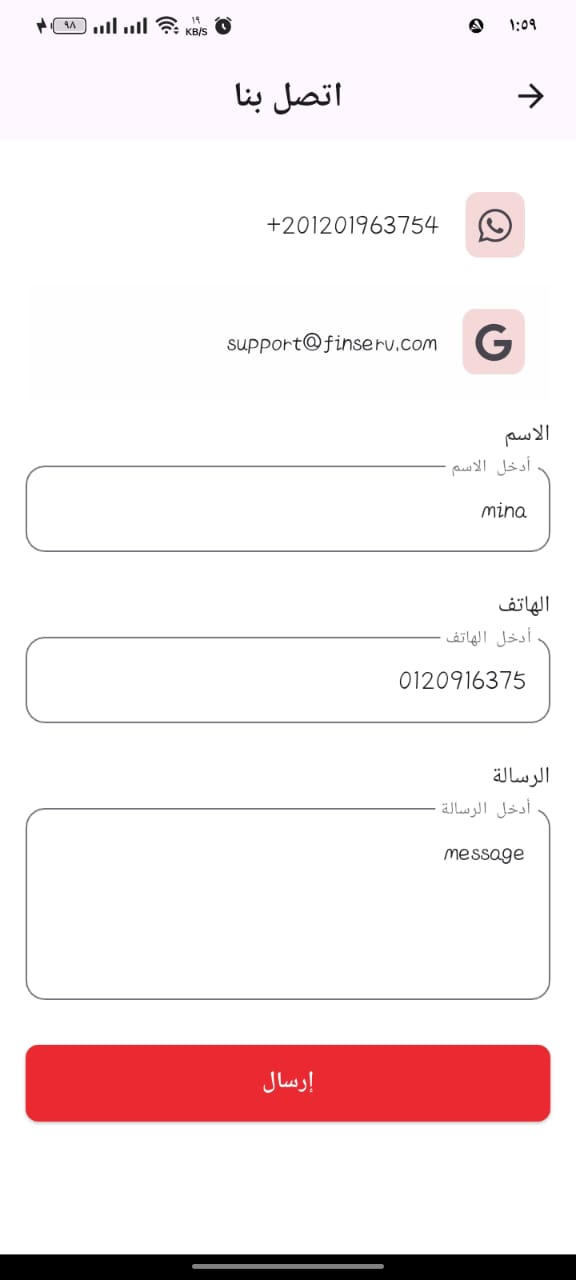 ١:٥٩
١٩
KB/S
٩٨
اتصل بنا
+201201963754
support@finserv.com
الاسم
أدخل الاسم
mina
الهاتف
أدخل الهاتف
0120916375
الرسالة
أدخل الرسالة
message
إرسال